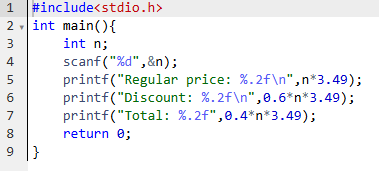 1 #include<stdio.h>
2 int main(){
3 int n;
4 scanf("%d",&n);
5 printf("Regular price: %.2f\n",n*3.49);
6 printf("Discount: %.2f\n",0.6*n*3.49);
7 printf("Total: %.2f",0.4*n*3.49);
8 return 0;
9 }